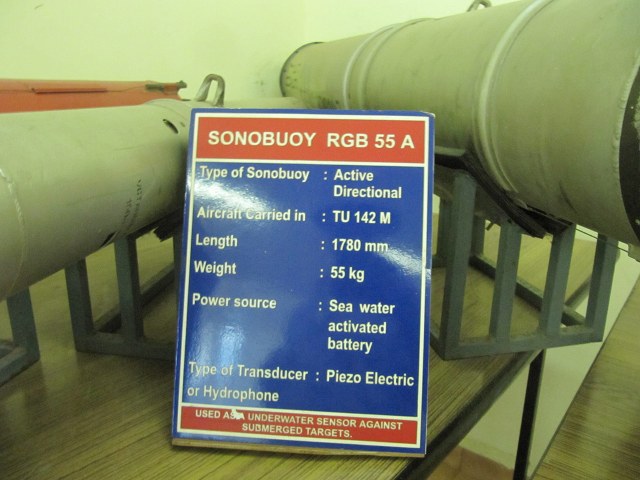 SONOBUOY RGB 55 A
Type of Sonobuoy : Active
Directional
Aircraft Carried in : TU 142 M
Length : 1780 mm
Weight : 55 kg
Power source : Sea water
activated
battery
Type of Transducer : Piezo Electric
or Hydrophone
USED AS A UNDERWATER SENSOR AGAINST
SUBMERGED TARGETS.